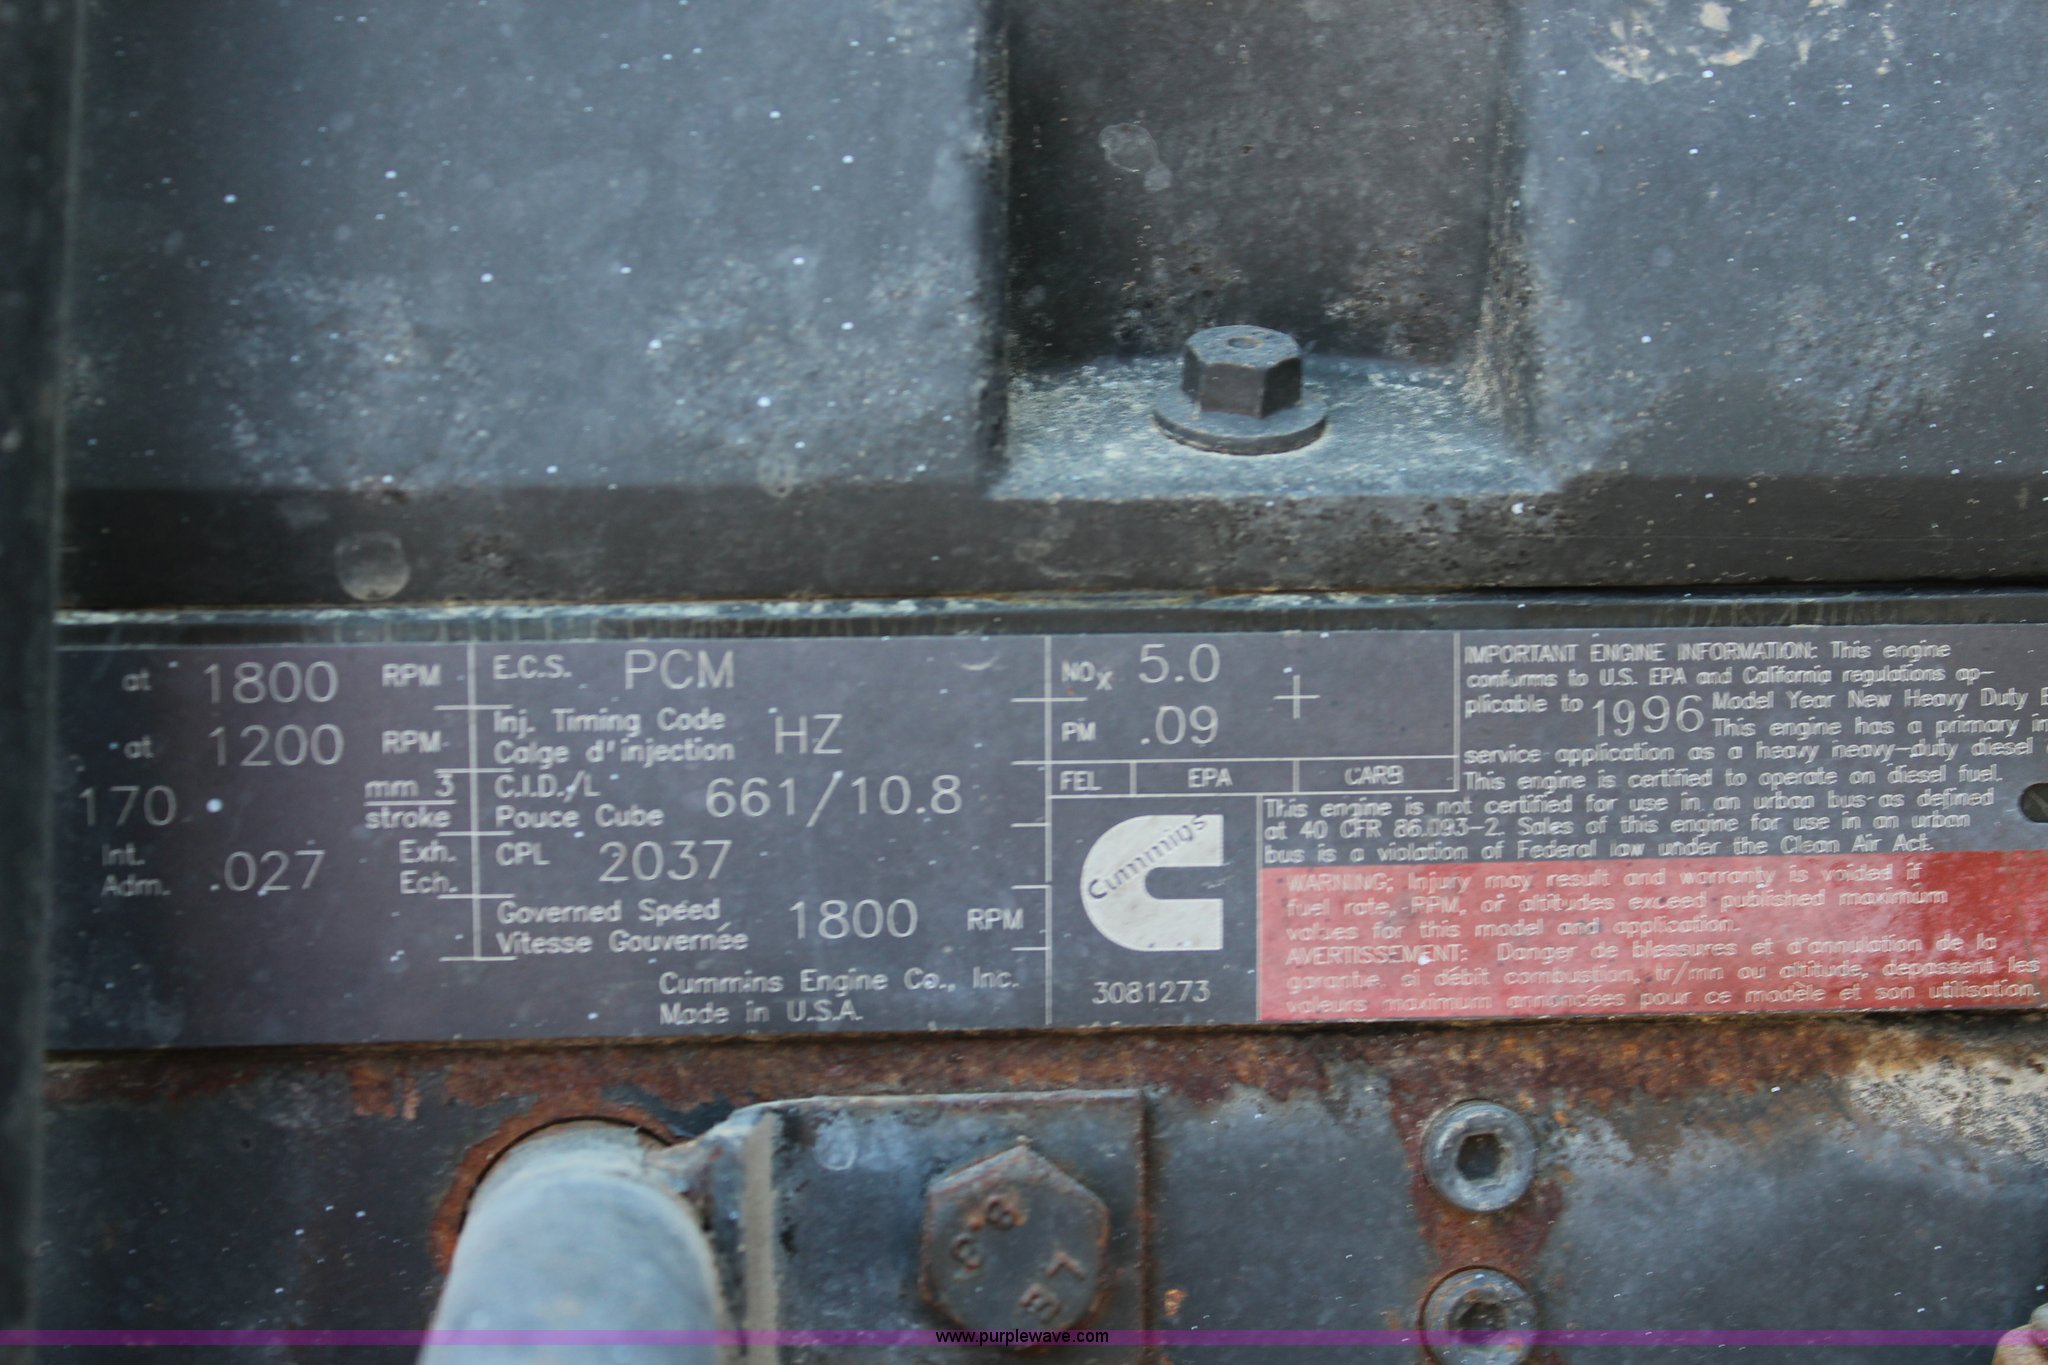 at 1800 RPM
at 1200 RPM
170 mm 3
stroke
Int. .027 Exh.
Adm. Ech.
E.C.S. PCM
Inj. Timing Code HZ
Calge d'injection
C.I.D./L 661/10.8
Pouce Cube
CPL 2037
Governed Speed 1800 RPM
Vitesse Gouvernée
Cummins Engine Co., Inc.
Made in U.S.A.
NOx 5.0
PM .09
FEL EPA CARB
Cummins
3081273
IMPORTANT ENGINE INFORMATION: This engine
conforms to U.S. EPA and California regulations ap-
plicable to 1996 Model Year New Heavy Duty
This engine has a primary
service application as a heavy heavy-duty diesel
This engine is certified to operate on diesel fuel.
This engine is not certified for use in an urban bus as defined
at 40 CFR 86.093-2. Sales of this engine for use in an urban
bus is a violation of Federal law under the Clean Air Act.
WARNING: Injury may result and warranty is voided if
fuel rate, RPM, or altitudes exceed published maximum
values for this model and application.
AVERTISSEMENT: Danger de blessures et d'annulation de la
garantie, si débit combustion, tr/mn ou altitude, depassent les
valeurs maximum annoncées pour ce modèle et son utilisation.
8.8
www.purplewave.com